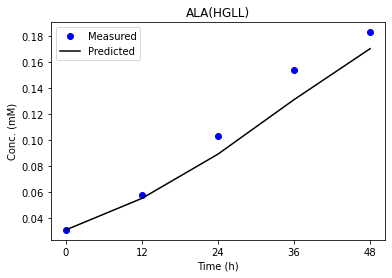 ALA(HGLL)
Measured
Predicted
0.18
0.16
0.14
0.12
0.10
0.08
0.06
0.04
Conc. (mM)
0 12 24 36 48
Time (h)